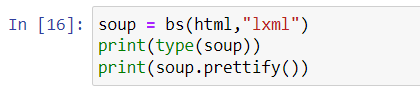 In [16]: soup = bs(html,"lxml")
print(type(soup))
print(soup.prettify())